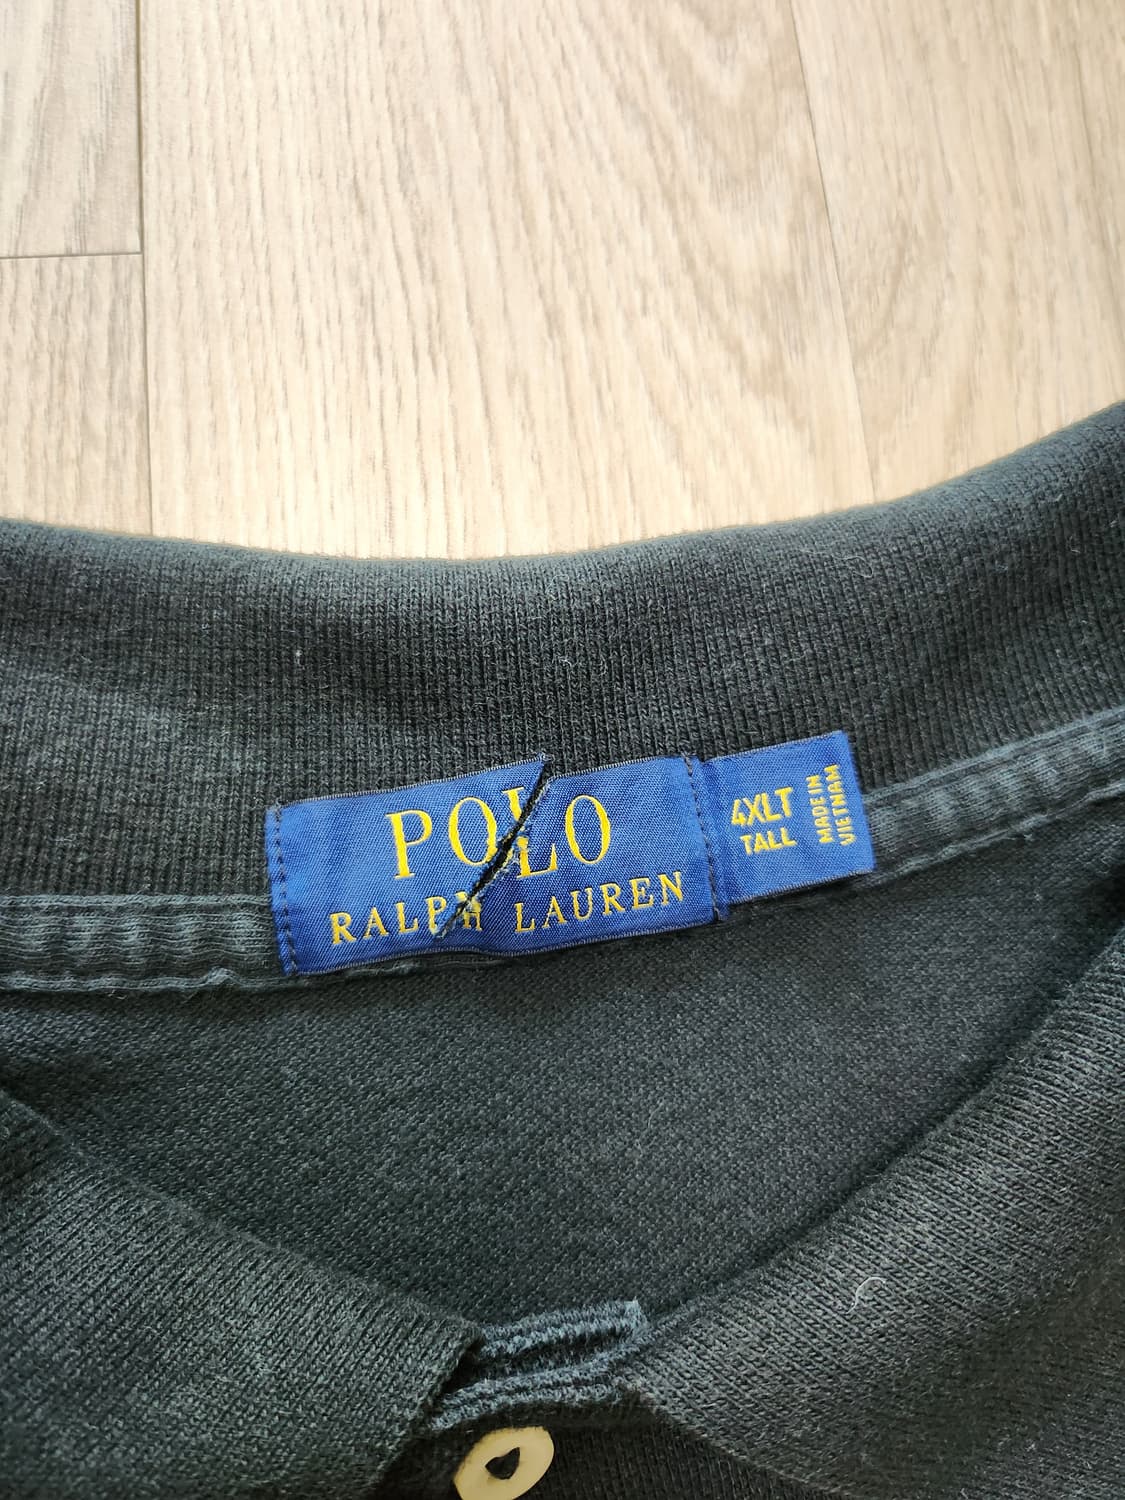 POLO
RALPH LAUREN
4XLT
TALL
MADE IN
VIETNAM